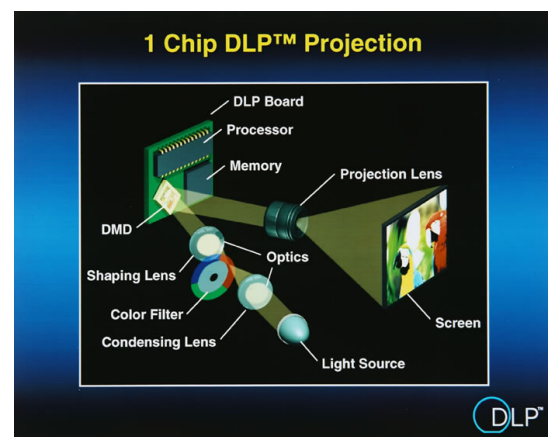 1 Chip DLP™ Projection
DLP Board
Processor
Memory
Projection Lens
DMD
Shaping Lens
Optics
Color Filter
Condensing Lens
Screen
Light Source
DLP™